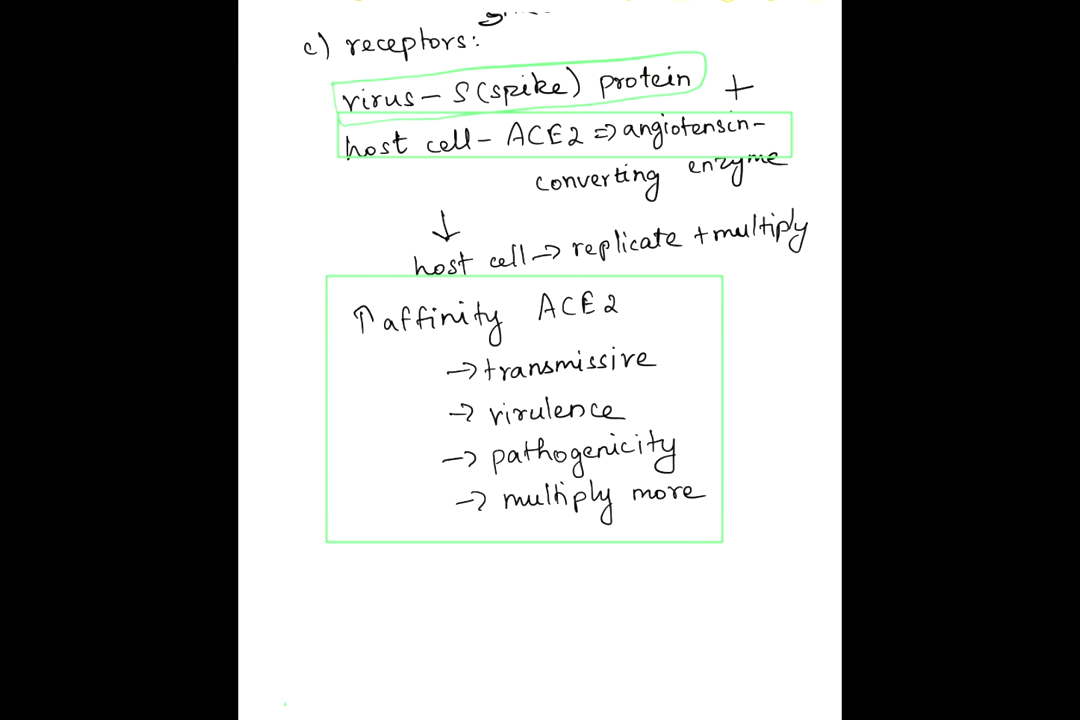 c) receptors:
virus - S(spike) protein +
host cell - ACE2 => angiotensin-
converting enzyme
↓
host cell -> replicate + multiply
↑ affinity ACE2
-> transmissive
-> virulence
-> pathogenicity
-> multiply more